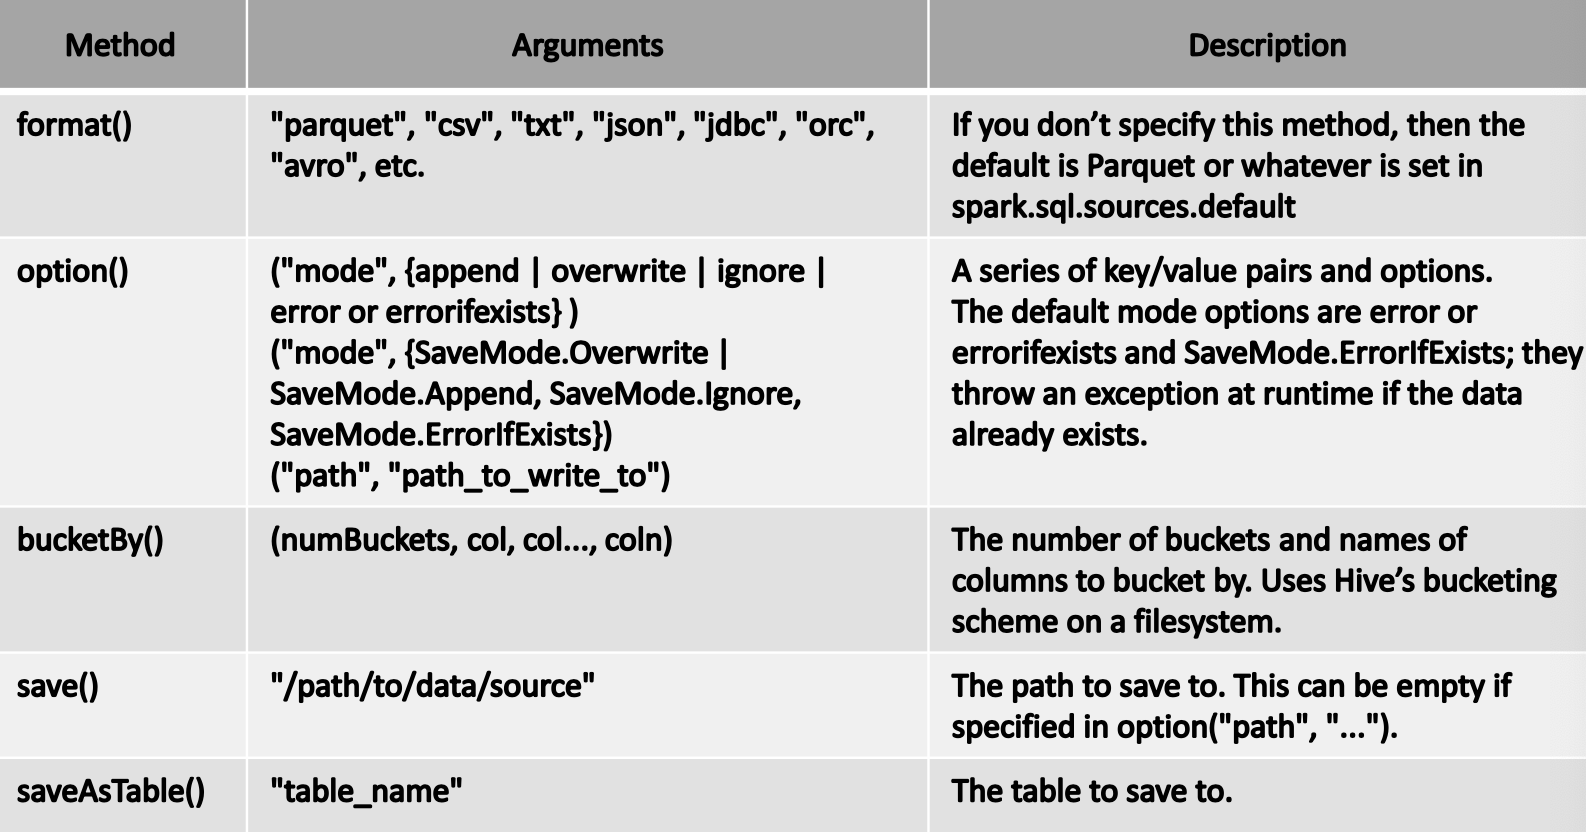 Method Arguments Description
format()
"parquet", "csv", "txt", "json", "jdbc", "orc",
"avro", etc.
If you don’t specify this method, then the
default is Parquet or whatever is set in
spark.sql.sources.default
option()
("mode", {append | overwrite | ignore |
error or errorifexists} )
("mode", {SaveMode.Overwrite |
SaveMode.Append, SaveMode.Ignore,
SaveMode.ErrorIfExists})
("path", "path_to_write_to")
A series of key/value pairs and options.
The default mode options are error or
errorifexists and SaveMode.ErrorIfExists; they
throw an exception at runtime if the data
already exists.
bucketBy()
(numBuckets, col, col..., coln)
The number of buckets and names of
columns to bucket by. Uses Hive’s bucketing
scheme on a filesystem.
save()
"/path/to/data/source"
The path to save to. This can be empty if
specified in option("path", "...").
saveAsTable()
"table_name"
The table to save to.